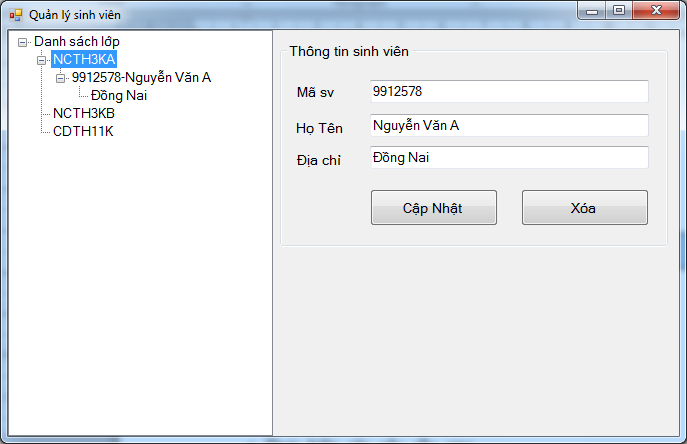 Quản lý sinh viên
Danh sách lớp
NCTH3KA
9912578-Nguyễn Văn A
Đồng Nai
NCTH3KB
CDTH11K
Thông tin sinh viên
Mã sv 9912578
Họ Tên Nguyễn Văn A
Địa chỉ Đồng Nai
Cập Nhật Xóa